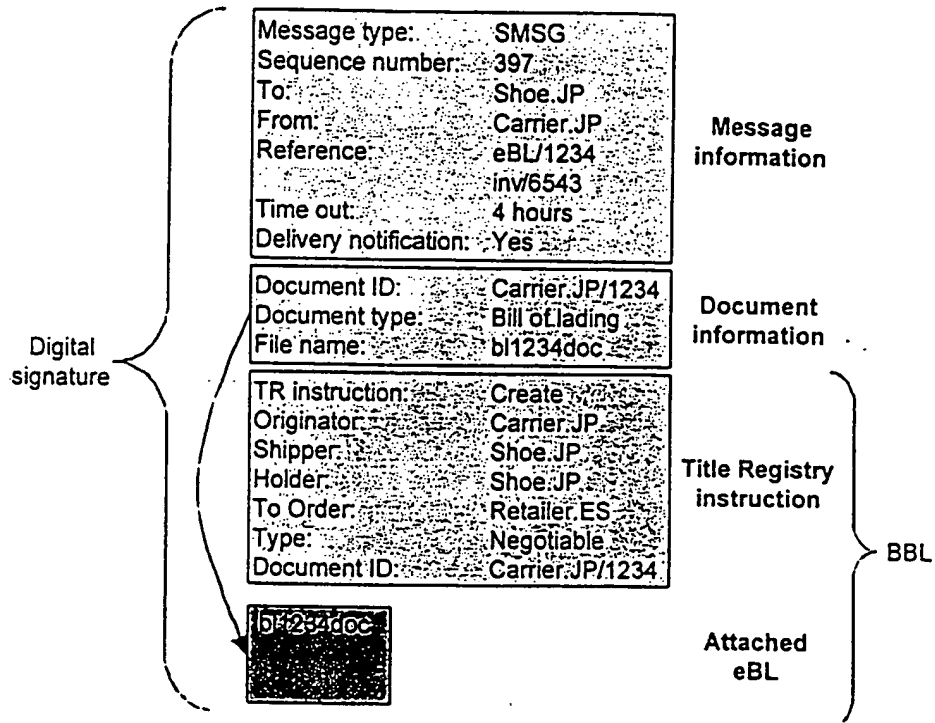 Message type: SMSG
Sequence number: 397
To: Shoe.JP
From: Carrier.JP
Reference: eBL/1234
inv/6543
Time out: 4 hours
Delivery notification: Yes
Message
information
Document ID: Carrier.JP/1234
Document type: Bill of lading
File name: bl1234doc
Document
information
Digital
signature
TR instruction: Create
Originator: Carrier.JP
Shipper: Shoe.JP
Holder: Shoe.JP
To Order: Retailer.ES
Type: Negotiable
Document ID: Carrier.JP/1234
Title Registry
instruction
BBL
bl1234doc
Attached
eBL